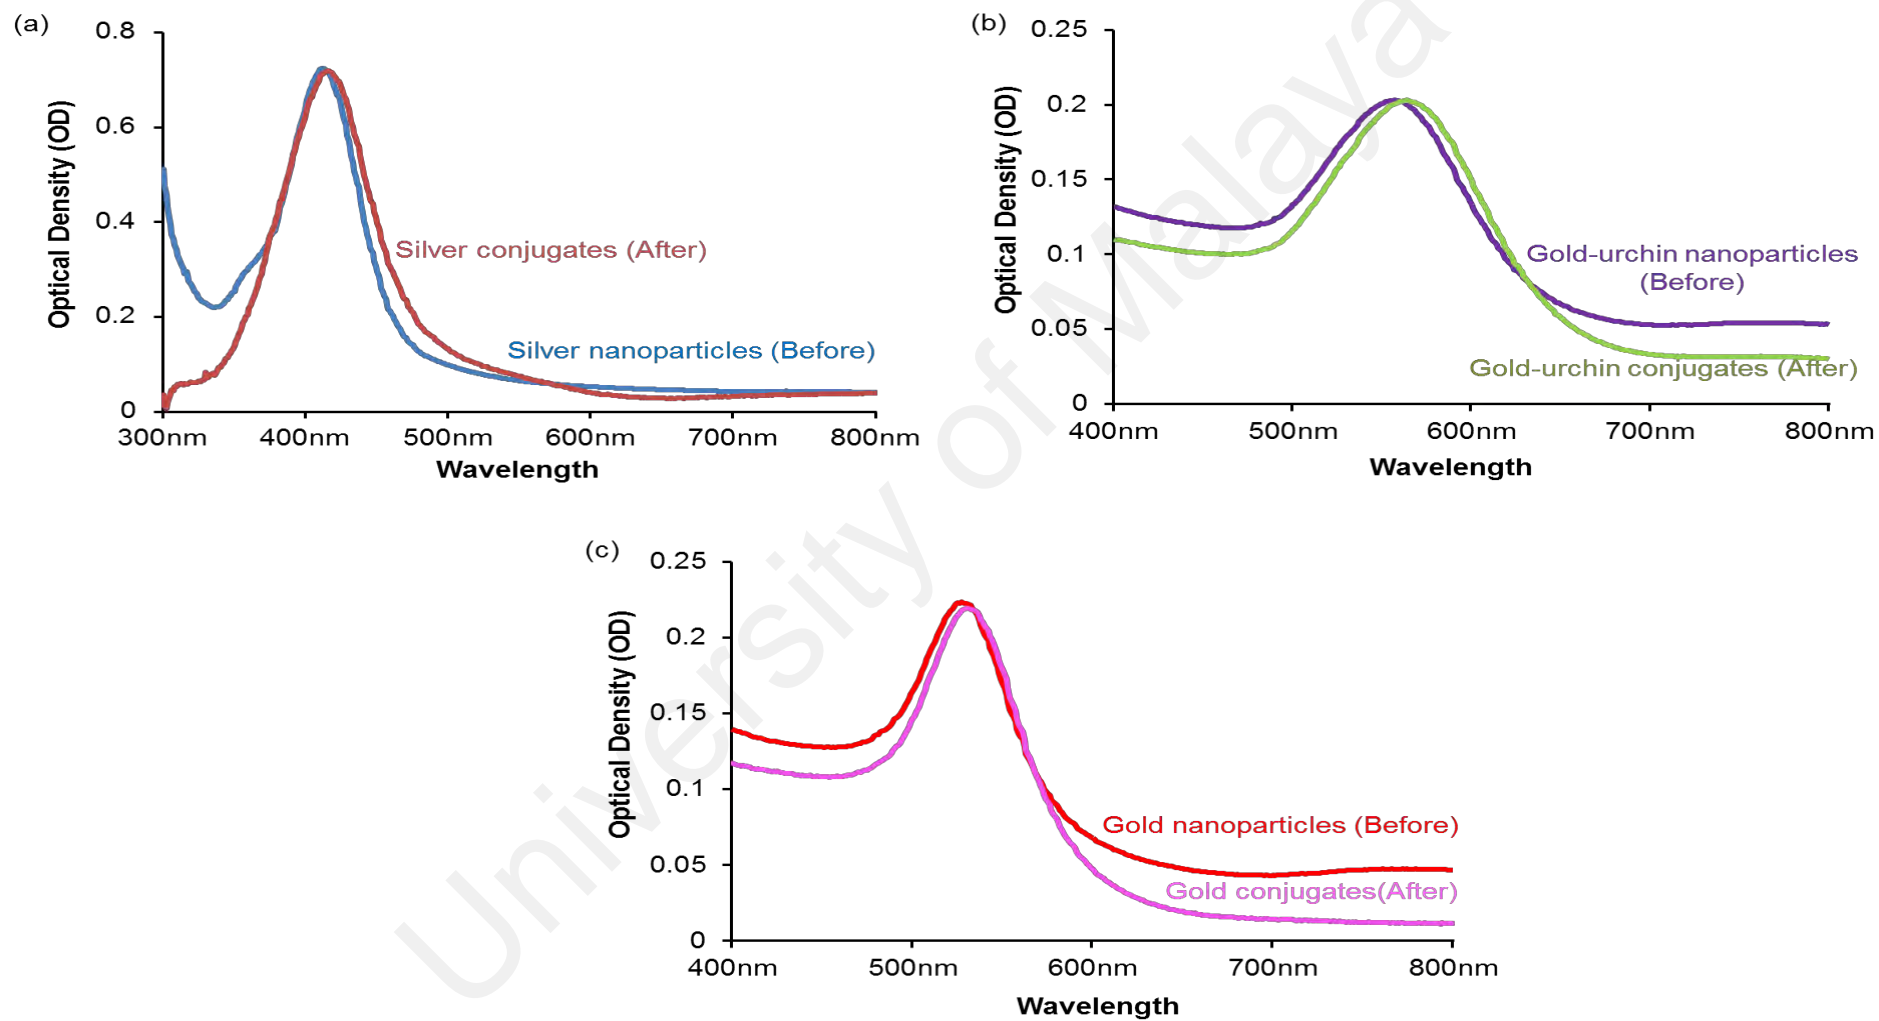 (a)
0.8
0.6
0.4
0.2
0
Optical Density (OD)
Silver conjugates (After)
Silver nanoparticles (Before)
300nm 400nm 500nm 600nm 700nm 800nm
Wavelength
(b)
0.25
0.2
0.15
0.1
0.05
0
Optical Density (OD)
Gold-urchin nanoparticles
(Before)
Gold-urchin conjugates (After)
400nm 500nm 600nm 700nm 800nm
Wavelength
(c)
0.25
0.2
0.15
0.1
0.05
0
Optical Density (OD)
Gold nanoparticles (Before)
Gold conjugates(After)
400nm 500nm 600nm 700nm 800nm
Wavelength
University of Malaya